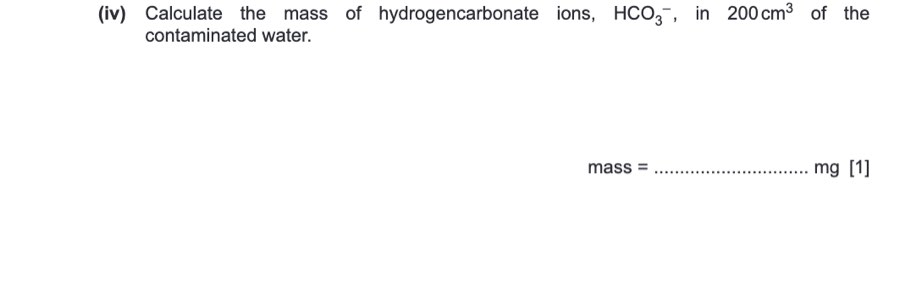 (iv) Calculate the mass of hydrogencarbonate ions, HCO₃⁻, in 200 cm³ of the
contaminated water.
mass = .............................. mg [1]